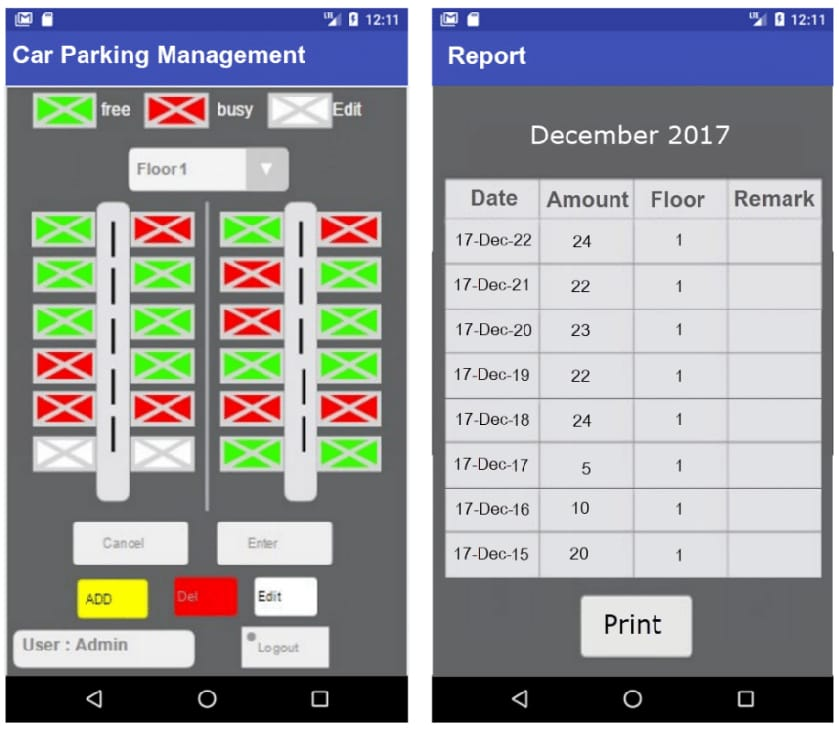 LTE 12:11
Car Parking Management
free busy Edit
Floor1
Cancel Enter
ADD Del Edit
User : Admin Logout
LTE 12:11
Report
December 2017
Date Amount Floor Remark
17-Dec-22 24 1
17-Dec-21 22 1
17-Dec-20 23 1
17-Dec-19 22 1
17-Dec-18 24 1
17-Dec-17 5 1
17-Dec-16 10 1
17-Dec-15 20 1
Print